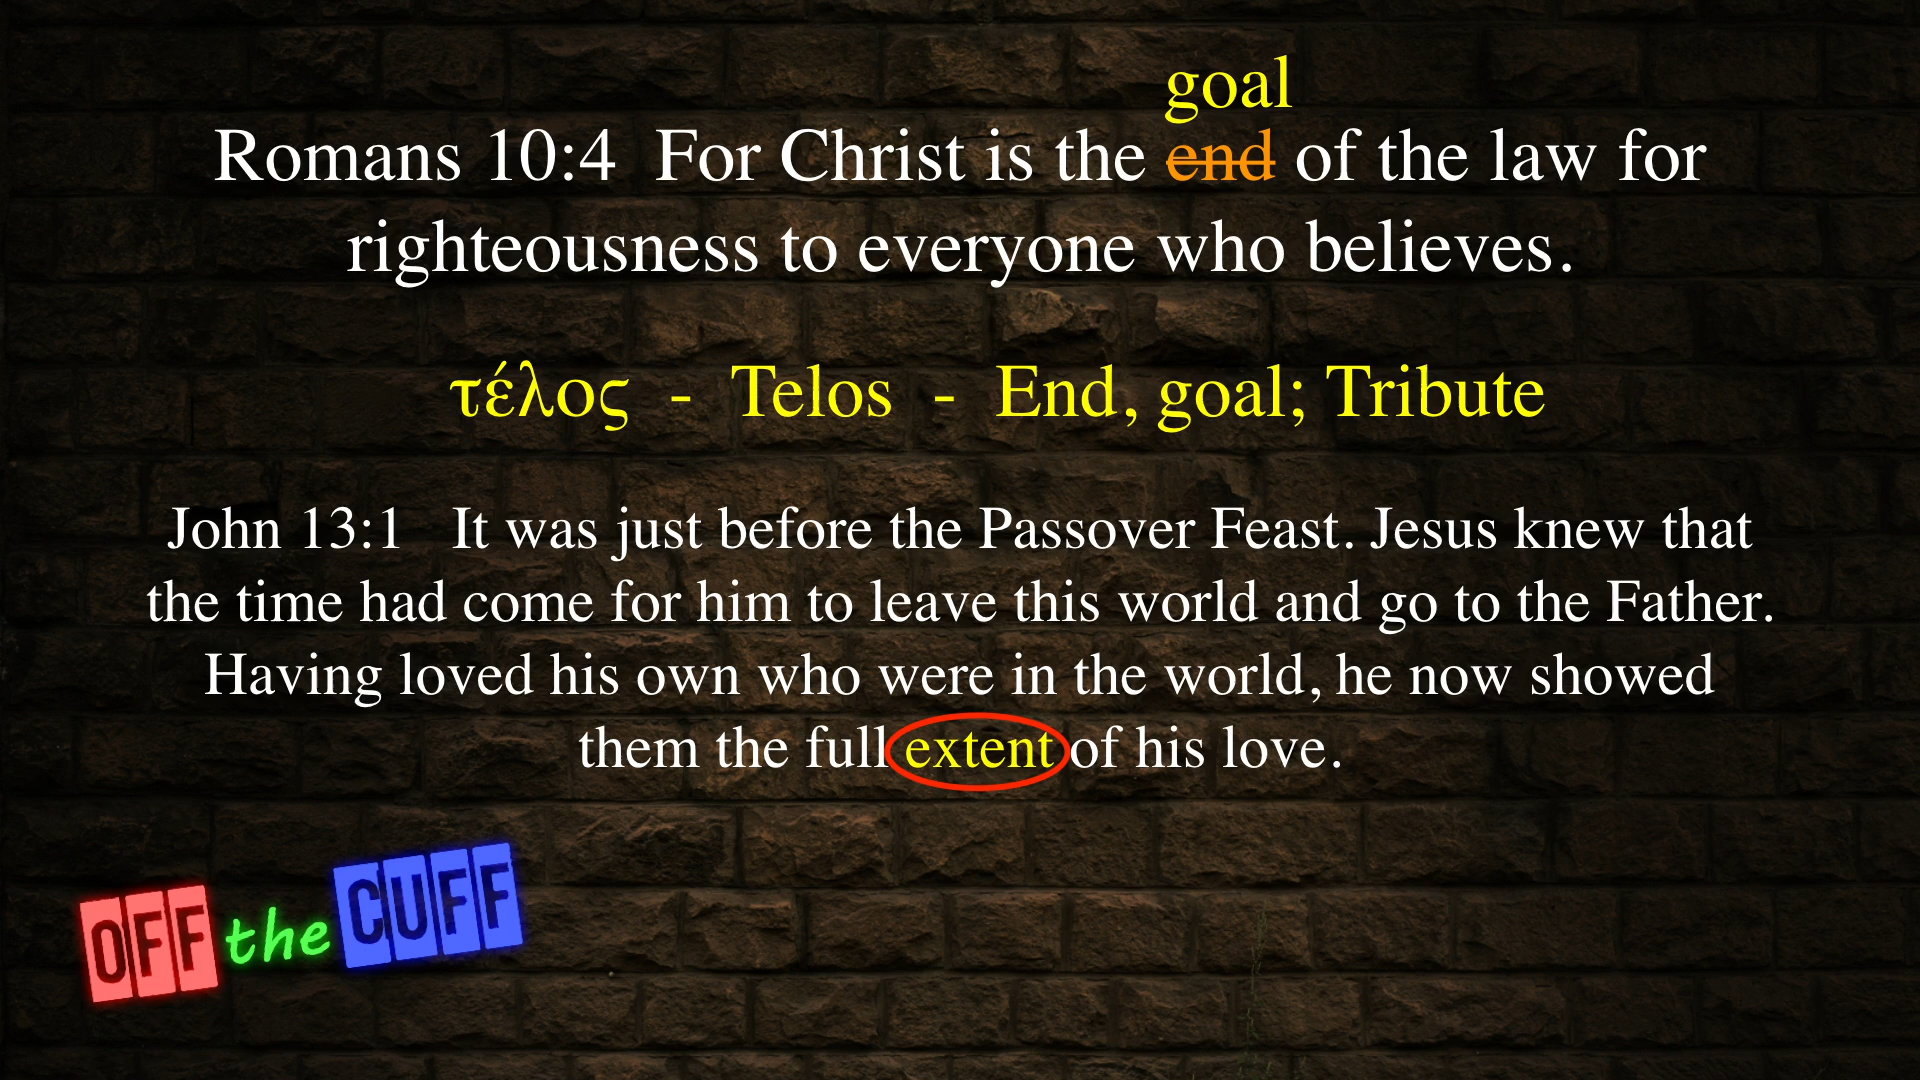 goal
Romans 10:4 For Christ is the end of the law for
righteousness to everyone who believes.
τέλος - Telos - End, goal; Tribute
John 13:1 It was just before the Passover Feast. Jesus knew that
the time had come for him to leave this world and go to the Father.
Having loved his own who were in the world, he now showed
them the full extent of his love.
OFF the CUFF